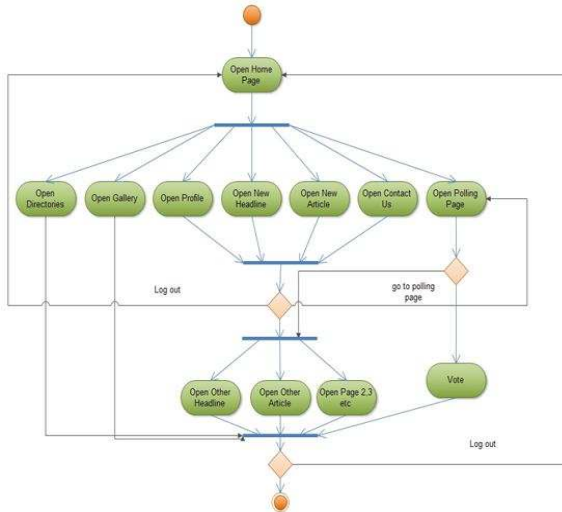 Open Home
Page
Open
Directories
Open Gallery
Open Profile
Open New
Headline
Open New
Article
Open Contact
Us
Open Polling
Page
Log out
go to polling
page
Open Other
Headline
Open Other
Article
Open Page 2,3
etc
Vote
Log out